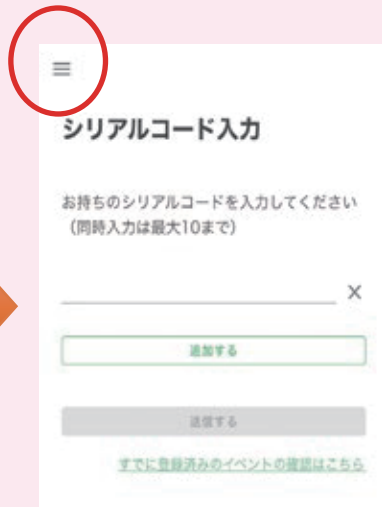 シリアルコード入力
お持ちのシリアルコードを入力してください
（同時入力は最大10まで）
追加する
送信する
すでに登録済みのイベントの確認はこちら